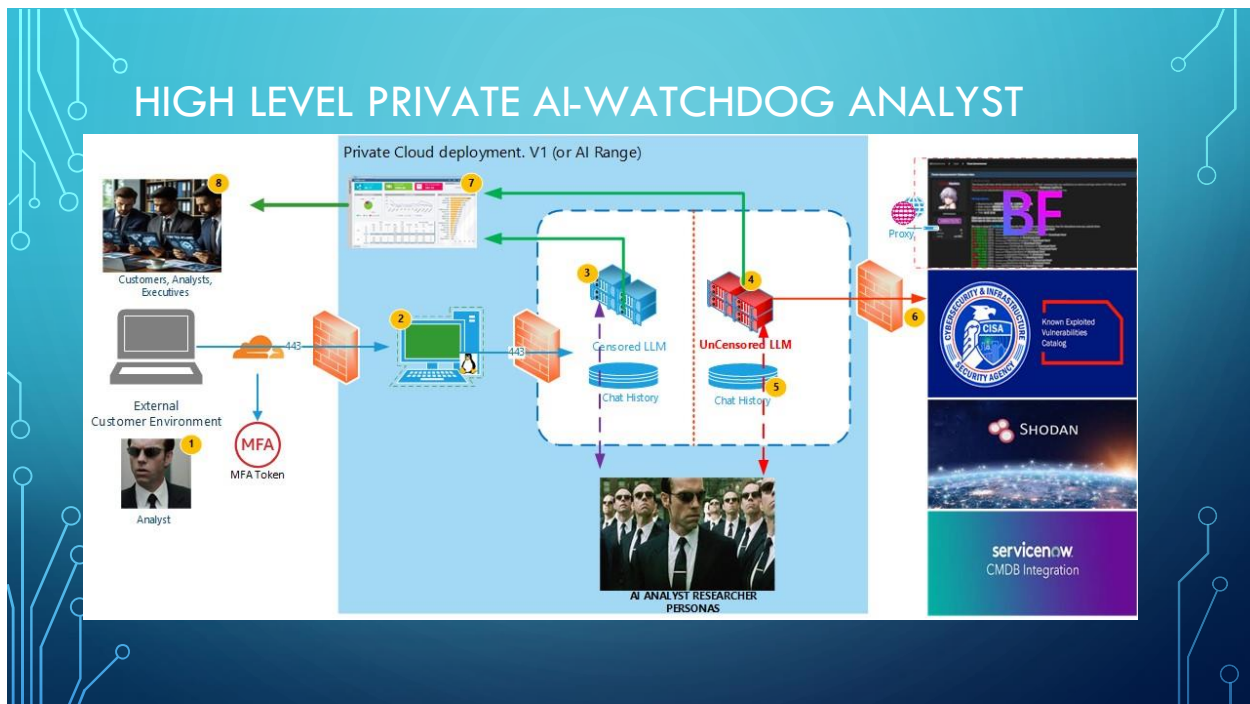 HIGH LEVEL PRIVATE AI-WATCHDOG ANALYST
Private Cloud deployment. V1 (or AI Range)
8
7
Customers, Analysts,
Executives
443
External
Customer Environment
1
Analyst
MFA
MFA Token
2
443
3
Censored LLM
Chat History
4
UnCensored LLM
5
Chat History
AI ANALYST RESEARCHER
PERSONAS
6
Proxy
BF
CYBERSECURITY & INFRASTRUCTURE
SECURITY AGENCY
CISA
Known Exploited
Vulnerabilities
Catalog
SHODAN
servicenow
CMDB Integration